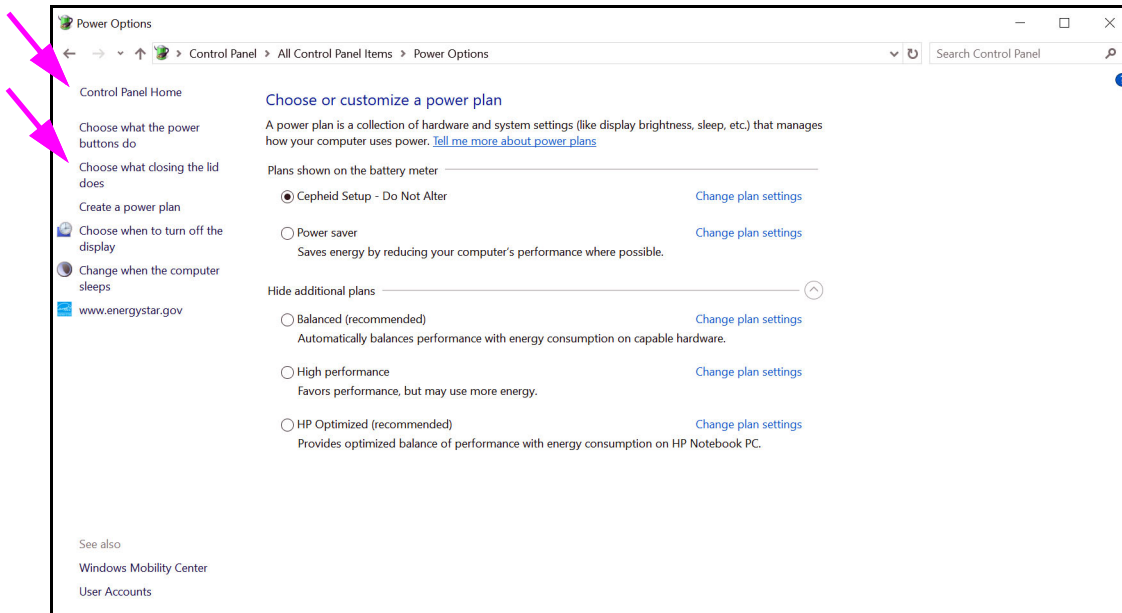 Power Options
Control Panel > All Control Panel Items > Power Options
Search Control Panel
Control Panel Home
Choose what the power
buttons do
Choose what closing the lid
does
Create a power plan
Choose when to turn off the
display
Change when the computer
sleeps
www.energystar.gov
See also
Windows Mobility Center
User Accounts
Choose or customize a power plan
A power plan is a collection of hardware and system settings (like display brightness, sleep, etc.) that manages
how your computer uses power. Tell me more about power plans
Plans shown on the battery meter
Cepheid Setup - Do Not Alter Change plan settings
Power saver Change plan settings
Saves energy by reducing your computer's performance where possible.
Hide additional plans
Balanced (recommended) Change plan settings
Automatically balances performance with energy consumption on capable hardware.
High performance Change plan settings
Favors performance, but may use more energy.
HP Optimized (recommended) Change plan settings
Provides optimized balance of performance with energy consumption on HP Notebook PC.